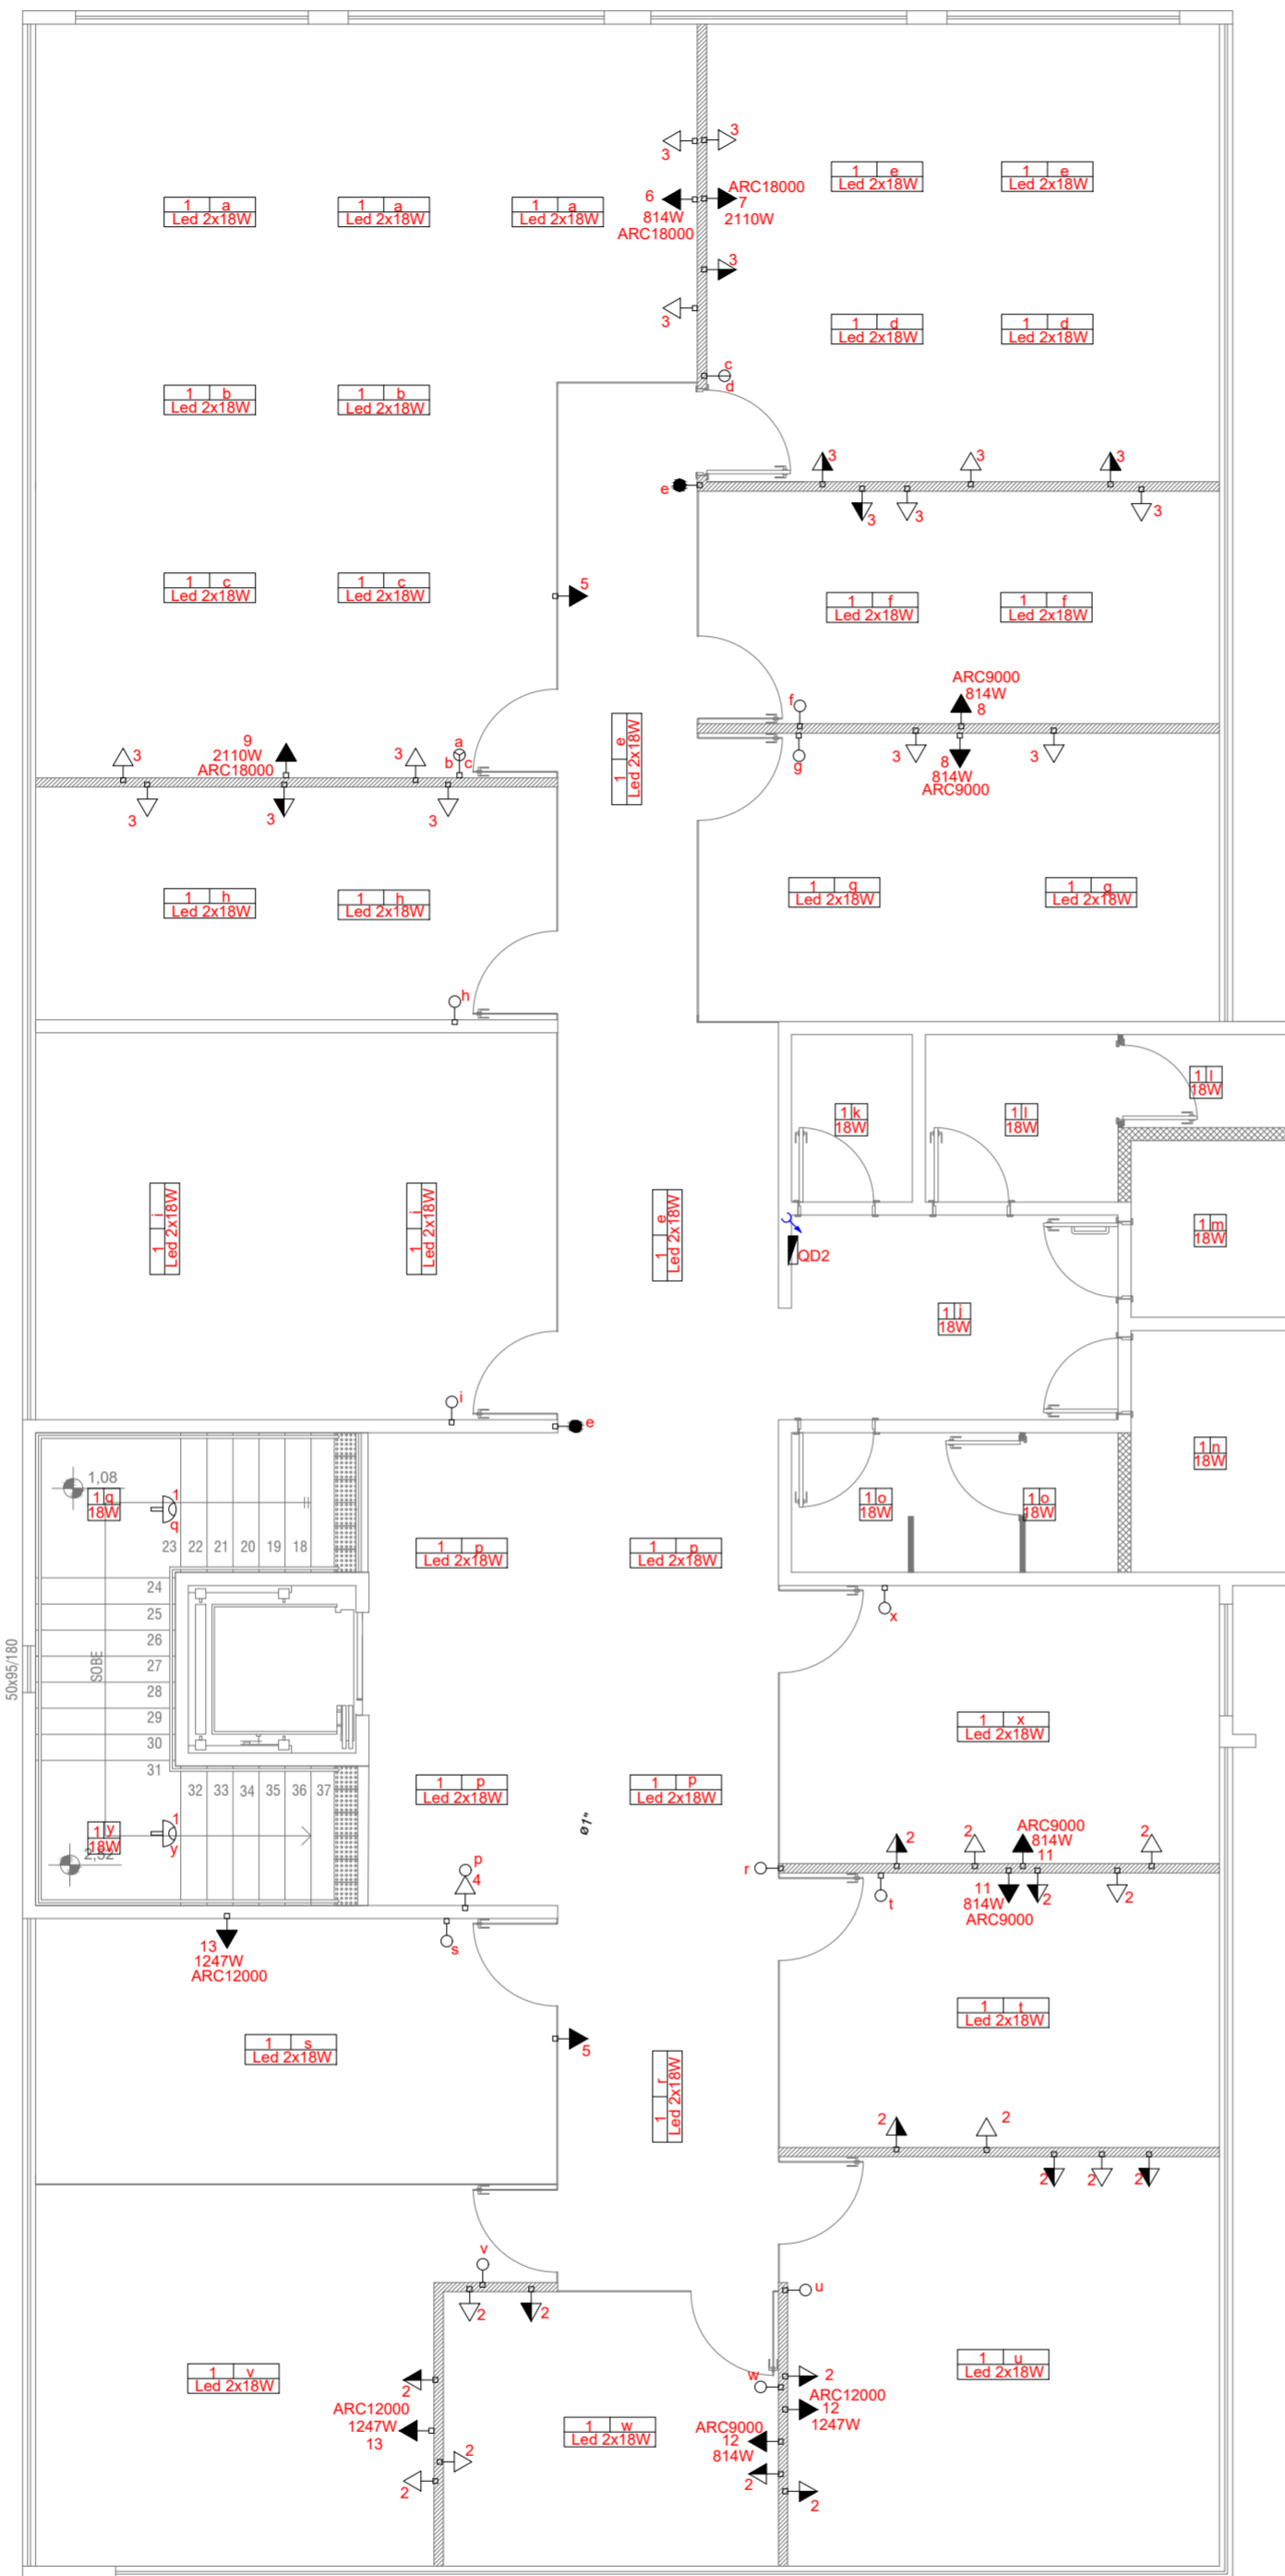 3
3
ARC18000
6
7
814W
2110W
ARC18000
1 e
Led 2x18W
1 e
Led 2x18W
1 a
Led 2x18W
1 a
Led 2x18W
1 a
Led 2x18W
3
3
1 d
Led 2x18W
1 d
Led 2x18W
c
d
1 b
Led 2x18W
1 b
Led 2x18W
3
3
3
e
3
3
3
1 c
Led 2x18W
1 c
Led 2x18W
5
1 f
Led 2x18W
1 f
Led 2x18W
ARC9000
814W
8
f
1 e
Led 2x18W
3
9
2110W
ARC18000
3
a
b c
g
3
8
814W
ARC9000
3
3
3
3
1 h
Led 2x18W
1 h
Led 2x18W
1 g
Led 2x18W
1 g
Led 2x18W
h
1 k
18W
1 l
18W
1 l
18W
1 i
Led 2x18W
1 i
Led 2x18W
1 e
Led 2x18W
QD2
1 m
18W
1 j
18W
i
e
1 n
18W
1,08
1 q
18W
1
q
1 o
18W
1 o
18W
23 22 21 20 19 18
1 p
Led 2x18W
1 p
Led 2x18W
24
25
26
27
28
29
30
31
SOBE
50x95/180
x
1 x
Led 2x18W
32 33 34 35 36 37
1 p
Led 2x18W
1 p
Led 2x18W
ø1"
1 y
18W
1
y
2,52
p
4
r
2
2
ARC9000
814W
11
2
t
11
814W
ARC9000
2
2
13
1247W
ARC12000
s
1 s
Led 2x18W
5
1 t
Led 2x18W
1 r
Led 2x18W
2
2
2
2
2
v
2
2
u
1 v
Led 2x18W
1 u
Led 2x18W
2
ARC12000
1247W
13
w
2
ARC12000
12
1247W
1 w
Led 2x18W
ARC9000
12
814W
2
2
2
2